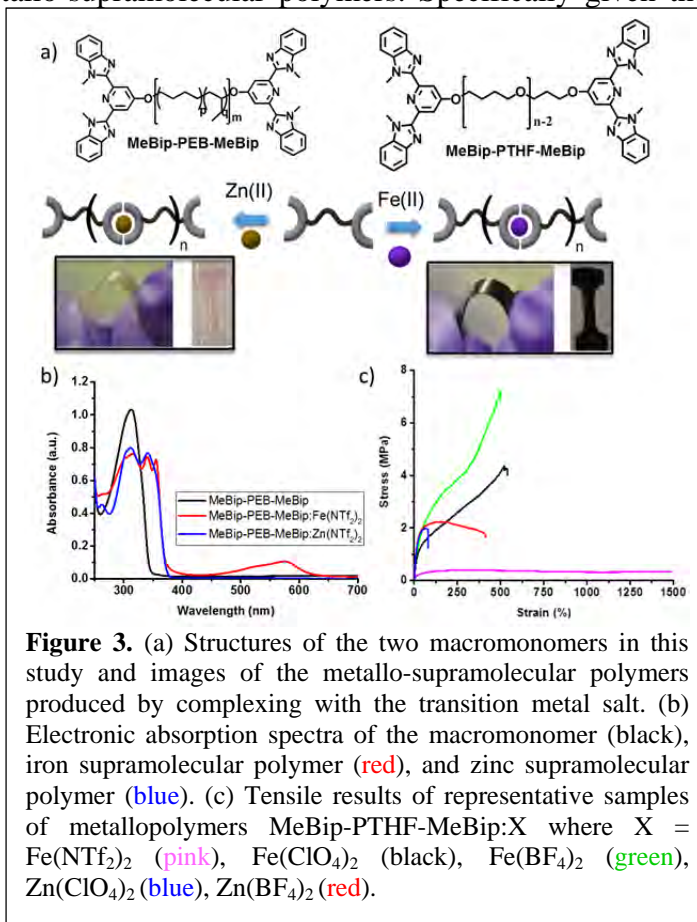 tallo supramolecular polymers. Specifically given th
a)
N
N
N
N
N
O
p
q
m
O
N
N
N
N
N
MeBip-PEB-MeBip
N
N
N
N
N
O
O
n-2
O
N
N
N
N
N
MeBip-PTHF-MeBip
Zn(II)
Fe(II)
n
n
b)
1.2
1.0
0.8
0.6
0.4
0.2
0.0
Absorbance (a.u.)
300 400 500 600 700
Wavelength (nm)
MeBip-PEB-MeBip
MeBip-PEB-MeBip:Fe(NTf2)2
MeBip-PEB-MeBip:Zn(NTf2)2
c)
8
6
4
2
0
Stress (MPa)
0 250 500 750 1000 1250 1500
Strain (%)
Figure 3. (a) Structures of the two macromonomers in this
study and images of the metallo-supramolecular polymers
produced by complexing with the transition metal salt. (b)
Electronic absorption spectra of the macromonomer (black),
iron supramolecular polymer (red), and zinc supramolecular
polymer (blue). (c) Tensile results of representative samples
of metallopolymers MeBip-PTHF-MeBip:X where X =
Fe(NTf2)2 (pink), Fe(ClO4)2 (black), Fe(BF4)2 (green),
Zn(ClO4)2 (blue), Zn(BF4)2 (red).